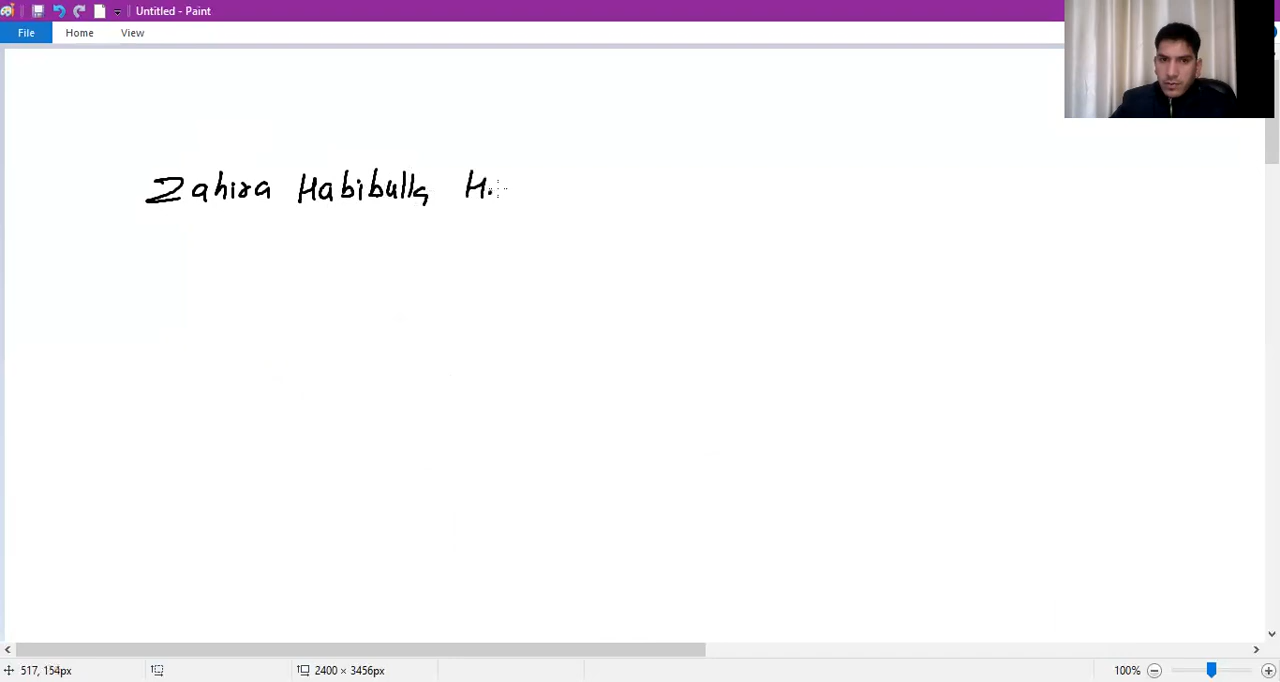 Untitled - Paint
File Home View
Zahira Habibulla H
517, 154px
2400 × 3456px
100%